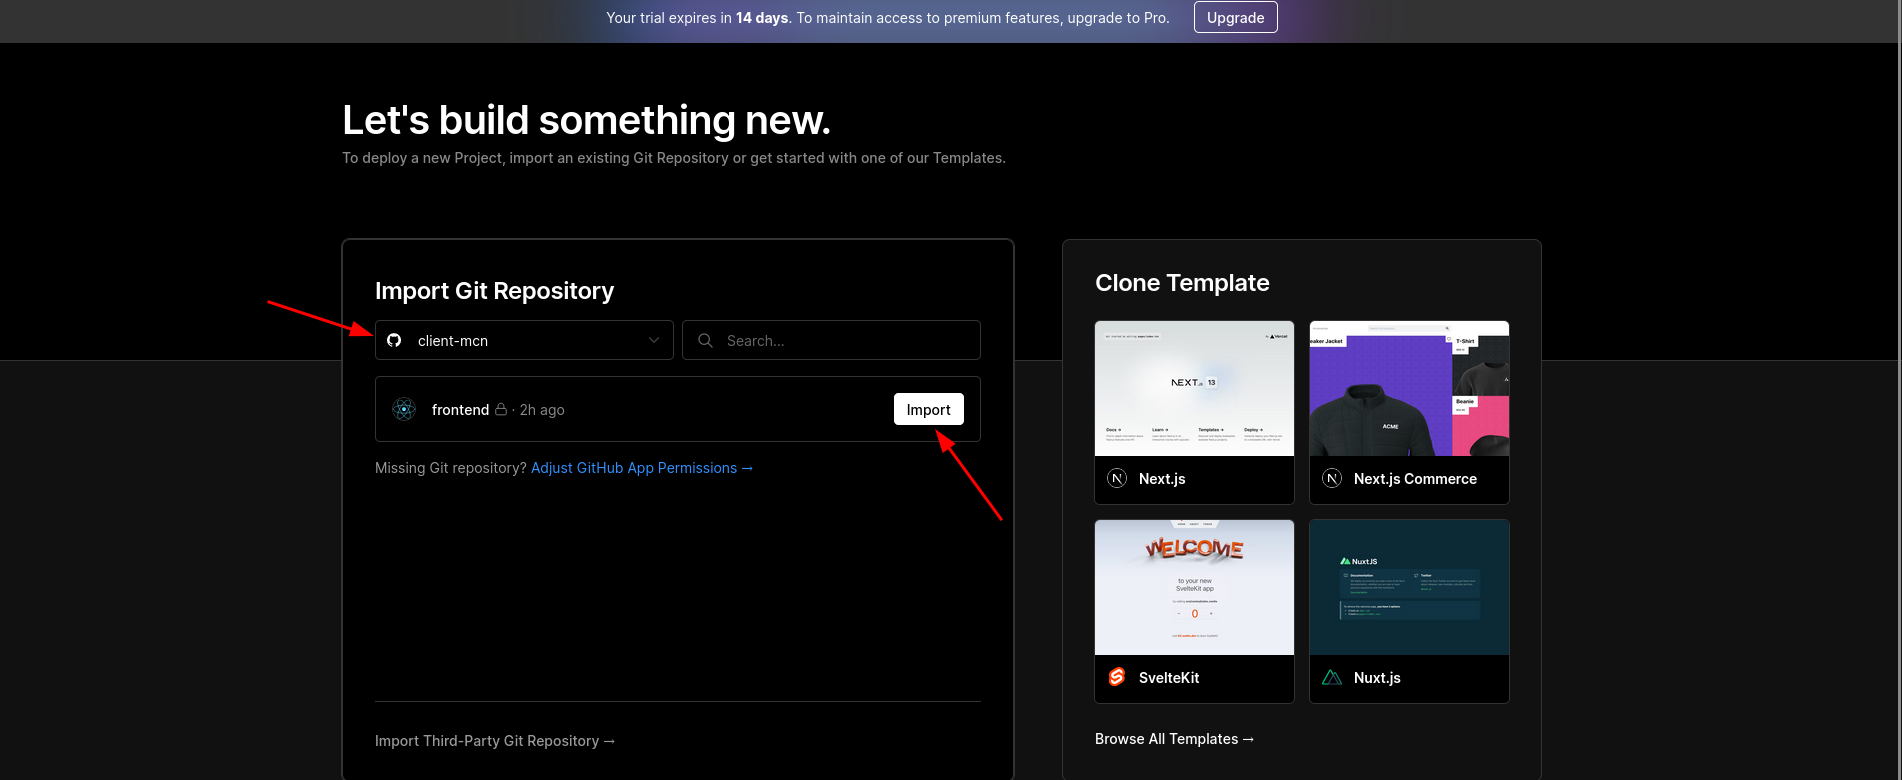 Your trial expires in 14 days. To maintain access to premium features, upgrade to Pro. Upgrade
Let's build something new.
To deploy a new Project, import an existing Git Repository or get started with one of our Templates.
Import Git Repository
client-mcn
Search...
frontend · 2h ago
Import
Missing Git repository? Adjust GitHub App Permissions →
Import Third-Party Git Repository →
Clone Template
NEXT.js 13
Docs →
Learn →
Templates →
Deploy →
Next.js
eaker Jacket
T-Shirt
Beanie
ACME
Next.js Commerce
WELCOME
to your new
SvelteKit app
- 0 +
SvelteKit
NuxtJS
Documentation
Twitter
Nuxt.js
Browse All Templates →